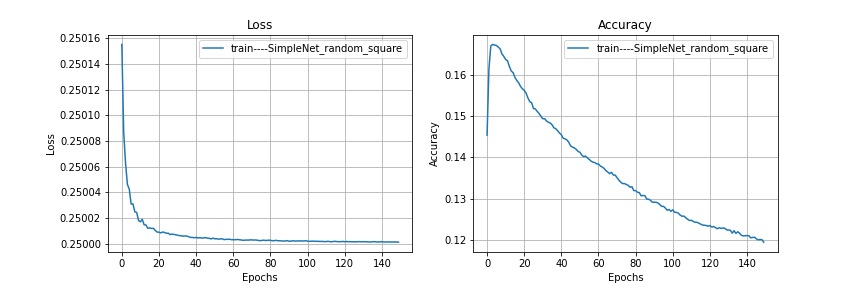 Loss
Accuracy
train----SimpleNet_random_square
0.25016
0.25014
0.25012
0.25010
0.25008
0.25006
0.25004
0.25002
0.25000
Loss
0 20 40 60 80 100 120 140
Epochs
train----SimpleNet_random_square
0.16
0.15
0.14
0.13
0.12
Accuracy
0 20 40 60 80 100 120 140
Epochs